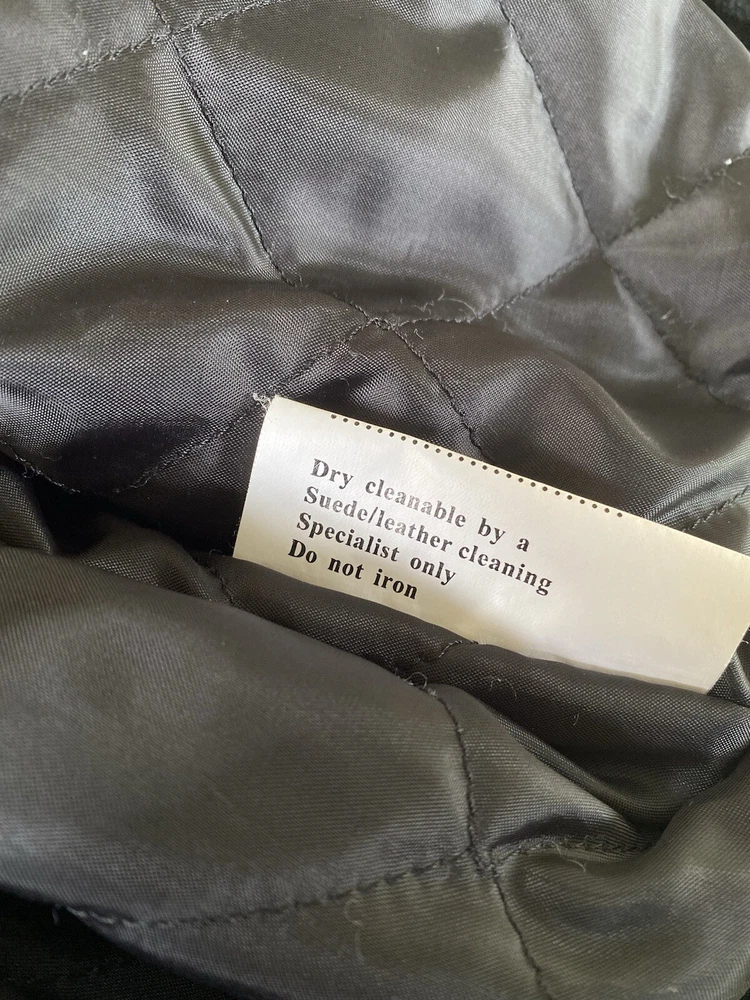 Dry cleanable by a
Suede/leather cleaning
Specialist only
Do not iron